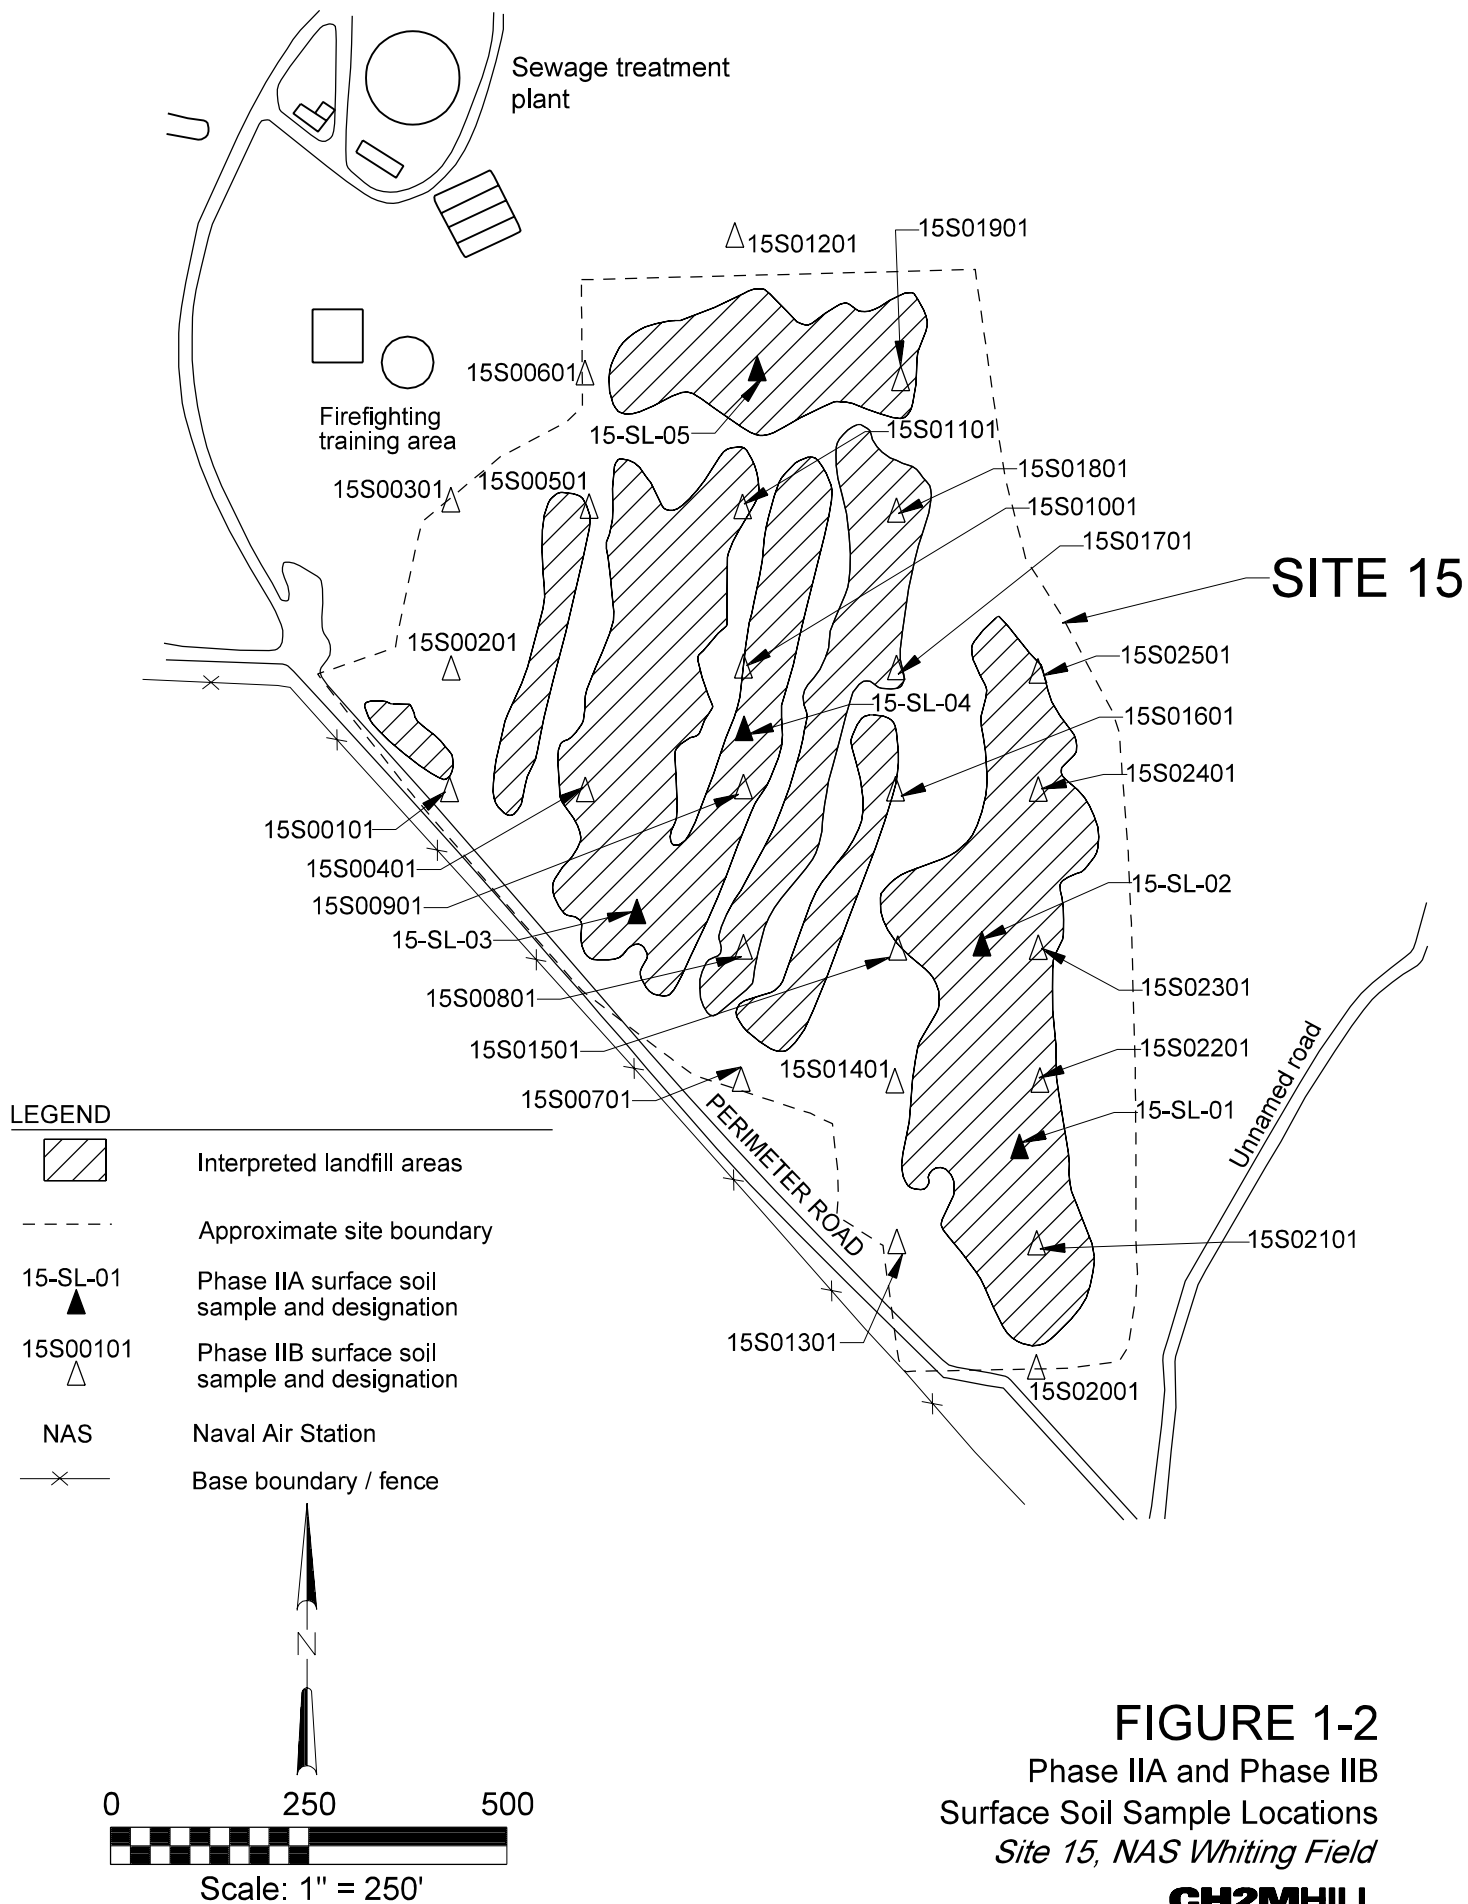 Sewage treatment
plant
15S01201
15S01901
15S00601
Firefighting
training area
15-SL-05
15S01101
15S00301
15S00501
15S01801
15S01001
15S01701
SITE 15
15S00201
15S02501
15-SL-04
15S01601
15S02401
15S00101
15S00401
15-SL-02
15S00901
15-SL-03
15S02301
15S00801
15S01501
15S02201
15S01401
15S00701
15-SL-01
PERIMETER ROAD
Unnamed road
15S02101
15S01301
15S02001
LEGEND
Interpreted landfill areas
Approximate site boundary
15-SL-01
Phase IIA surface soil
sample and designation
15S00101
Phase IIB surface soil
sample and designation
NAS Naval Air Station
Base boundary / fence
N
0 250 500
Scale: 1" = 250'
FIGURE 1-2
Phase IIA and Phase IIB
Surface Soil Sample Locations
Site 15, NAS Whiting Field
CH2MHILL